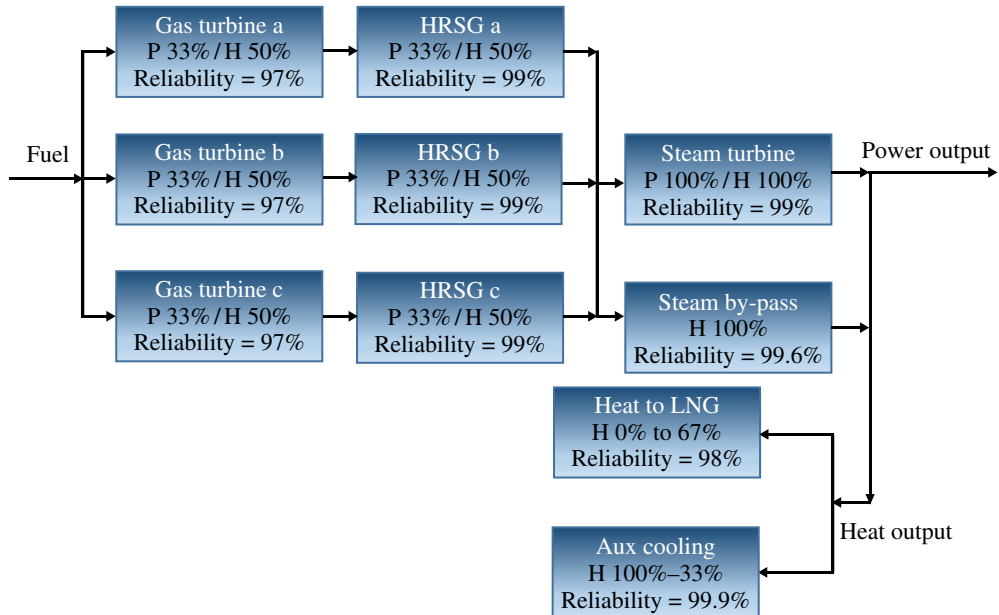 Gas turbine a
P 33% / H 50%
Reliability = 97%
HRSG a
P 33% / H 50%
Reliability = 99%
Fuel
Gas turbine b
P 33% / H 50%
Reliability = 97%
HRSG b
P 33% / H 50%
Reliability = 99%
Steam turbine
P 100% / H 100%
Reliability = 99%
Power output
Gas turbine c
P 33% / H 50%
Reliability = 97%
HRSG c
P 33% / H 50%
Reliability = 99%
Steam by-pass
H 100%
Reliability = 99.6%
Heat to LNG
H 0% to 67%
Reliability = 98%
Heat output
Aux cooling
H 100%–33%
Reliability = 99.9%